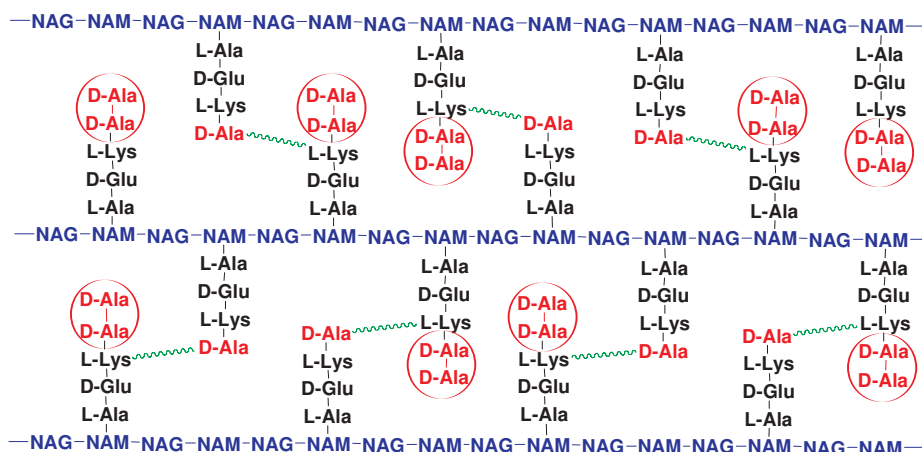 NAG–NAM–NAG–NAM–NAG–NAM–NAG–NAM–NAG–NAM–NAG–NAM–NAG–NAM–NAG–NAM
L-Ala L-Ala L-Ala L-Ala
D-Glu D-Glu D-Glu D-Glu
D-Ala D-Ala D-Ala
L-Lys L-Lys L-Lys L-Lys
D-Ala D-Ala D-Ala D-Ala D-Ala D-Ala D-Ala D-Ala
L-Lys L-Lys D-Ala L-Lys L-Lys D-Ala
D-Glu D-Glu D-Glu D-Glu
L-Ala L-Ala L-Ala L-Ala
NAG–NAM–NAG–NAM–NAG–NAM–NAG–NAM–NAG–NAM–NAG–NAM–NAG–NAM–NAG–NAM
L-Ala L-Ala L-Ala L-Ala
D-Glu D-Glu D-Glu D-Glu
D-Ala D-Ala
L-Lys L-Lys L-Lys L-Lys
D-Ala D-Ala D-Ala D-Ala
L-Lys D-Ala L-Lys D-Ala L-Lys D-Ala L-Lys D-Ala
D-Ala D-Ala
D-Glu D-Glu D-Glu D-Glu
L-Ala L-Ala L-Ala L-Ala
NAG–NAM–NAG–NAM–NAG–NAM–NAG–NAM–NAG–NAM–NAG–NAM–NAG–NAM–NAG–NAM